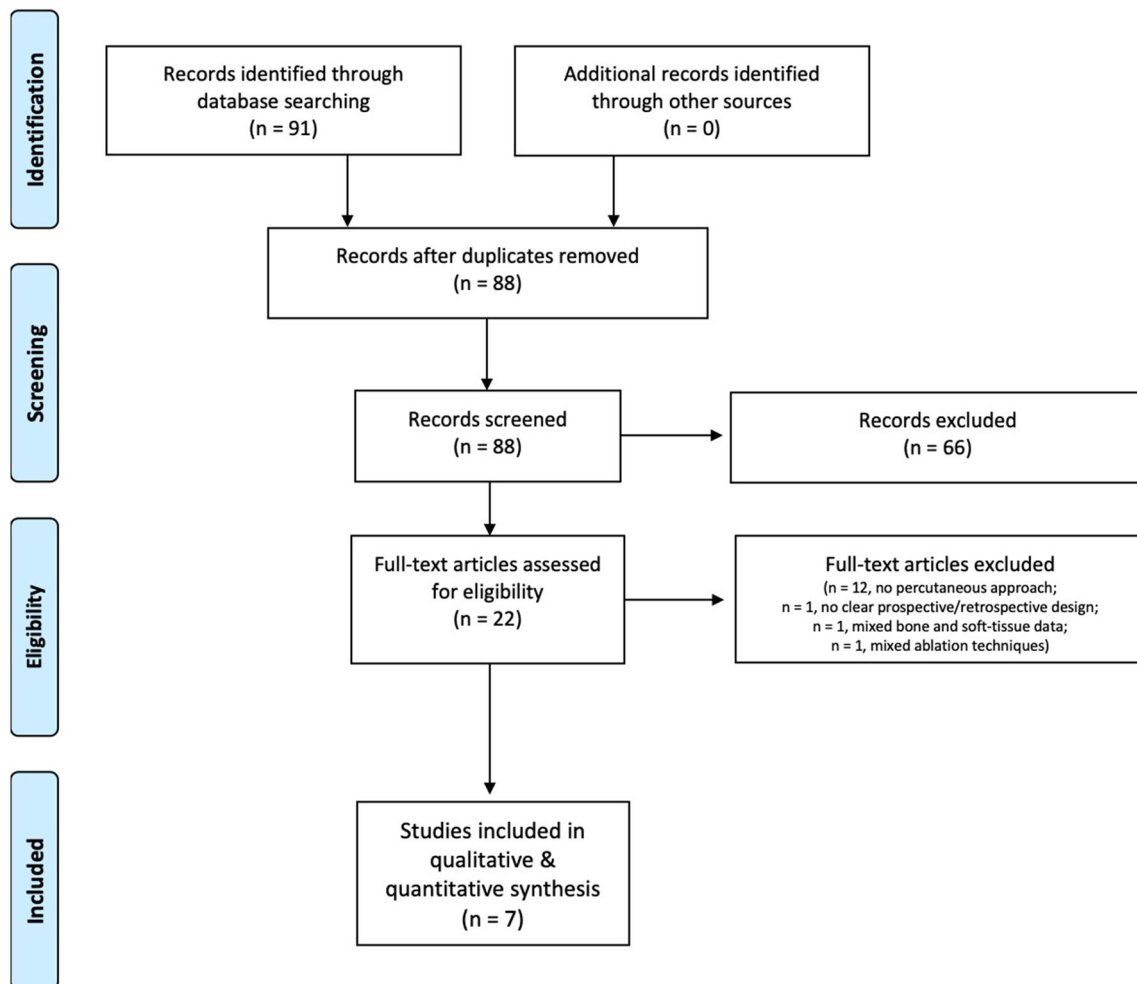 Identification
Records identified through
database searching
(n = 91)
Additional records identified
through other sources
(n = 0)
Records after duplicates removed
(n = 88)
Screening
Records screened
(n = 88)
Records excluded
(n = 66)
Eligibility
Full-text articles assessed
for eligibility
(n = 22)
Full-text articles excluded
(n = 12, no percutaneous approach;
n = 1, no clear prospective/retrospective design;
n = 1, mixed bone and soft-tissue data;
n = 1, mixed ablation techniques)
Included
Studies included in
qualitative &
quantitative synthesis
(n = 7)